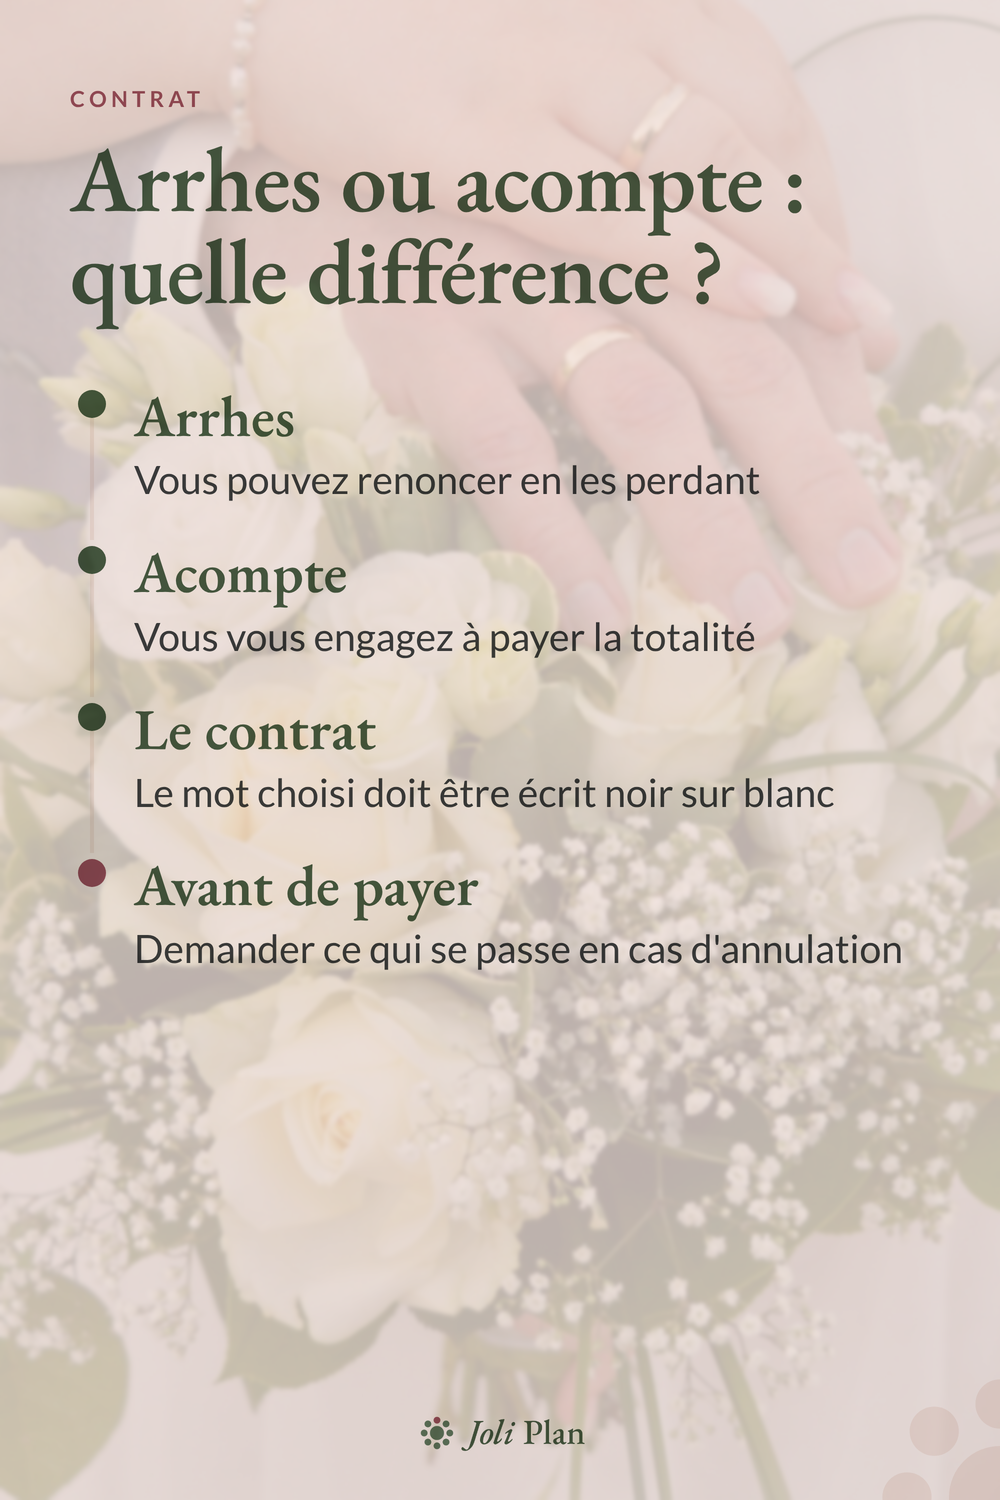 CONTRAT
Arrhes ou acompte :
quelle différence ?
Arrhes
Vous pouvez renoncer en les perdant
Acompte
Vous vous engagez à payer la totalité
Le contrat
Le mot choisi doit être écrit noir sur blanc
Avant de payer
Demander ce qui se passe en cas d'annulation
Joli Plan